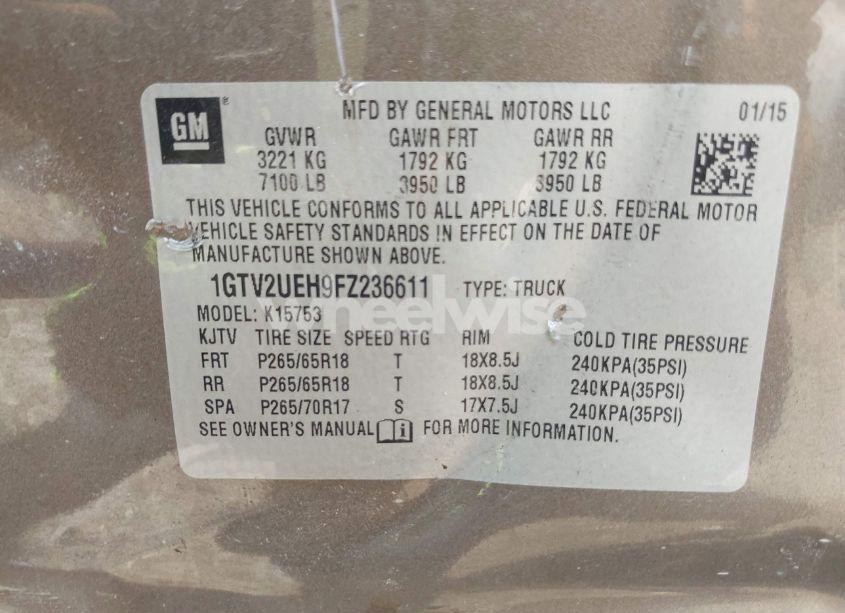 GM ® MFD BY GENERAL MOTORS LLC 01/15
GVWR GAWR FRT GAWR RR
3221 KG 1792 KG 1792 KG
7100 LB 3950 LB 3950 LB
THIS VEHICLE CONFORMS TO ALL APPLICABLE U.S. FEDERAL MOTOR
VEHICLE SAFETY STANDARDS IN EFFECT ON THE DATE OF
MANUFACTURE SHOWN ABOVE.
1GTV2UEH9FZ236611 TYPE: TRUCK
wheelwise
MODEL: K15753
KJTV TIRE SIZE SPEED RTG RIM COLD TIRE PRESSURE
FRT P265/65R18 T 18X8.5J 240KPA(35PSI)
RR P265/65R18 T 18X8.5J 240KPA(35PSI)
SPA P265/70R17 S 17X7.5J 240KPA(35PSI)
SEE OWNER'S MANUAL FOR MORE INFORMATION.